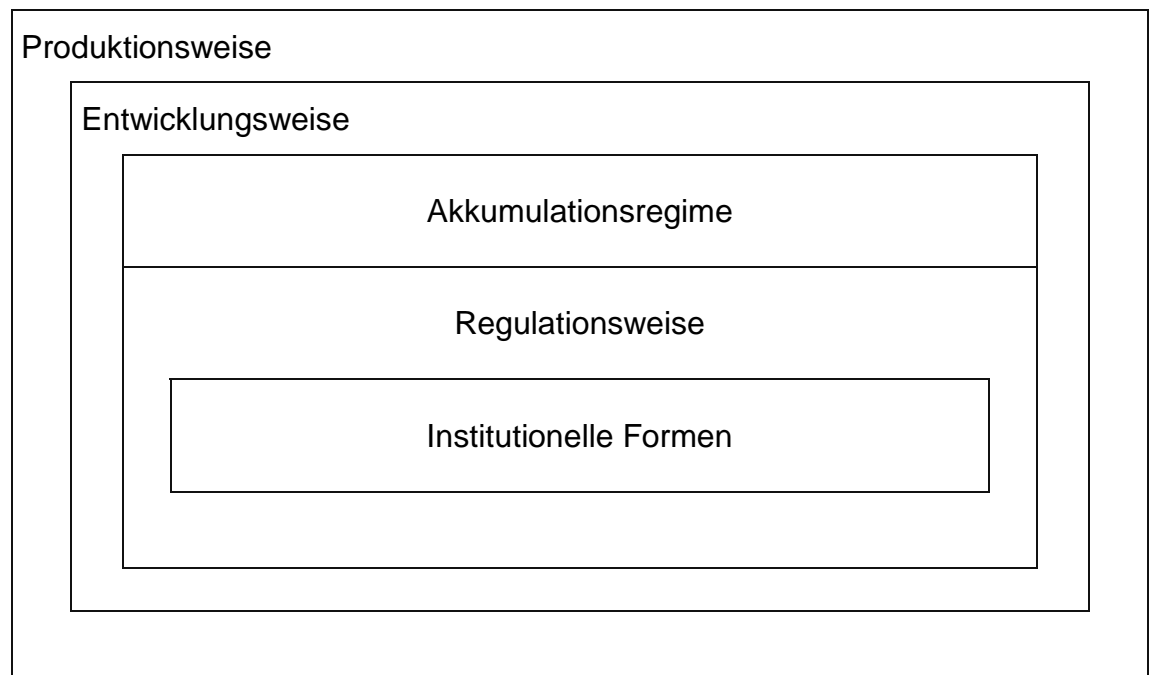 Produktionsweise
Entwicklungsweise
Akkumulationsregime
Regulationsweise
Institutionelle Formen